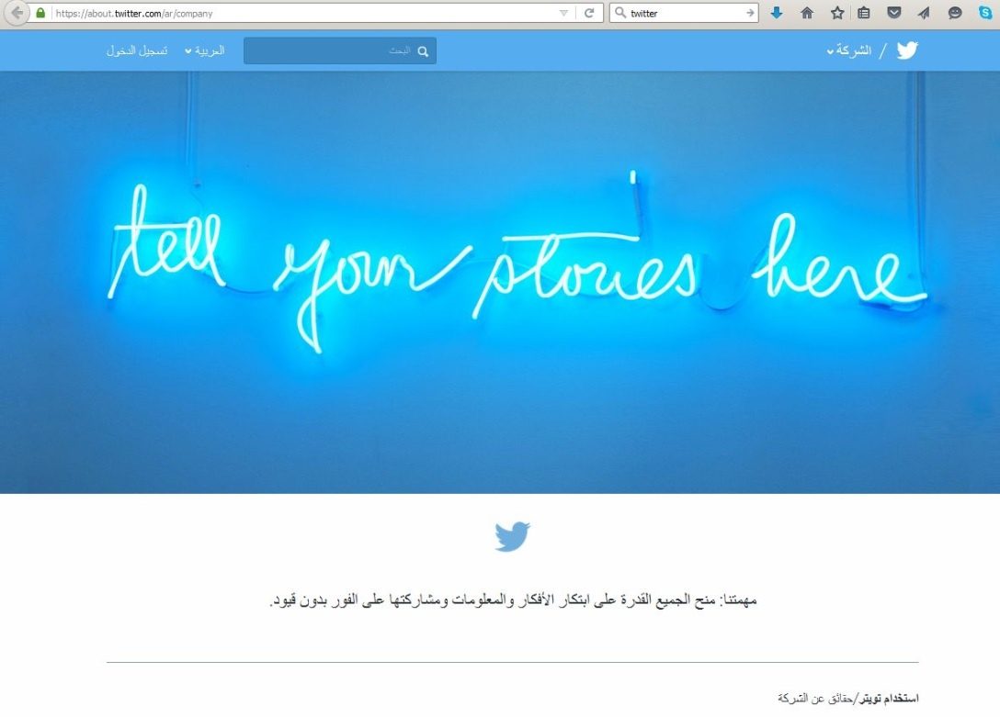 https://about.twitter.com/ar/company
twitter
الشركة /
البحث
العربية
تسجيل الدخول
tell your stories here
مهمتنا: منح الجميع القدرة على ابتكار الأفكار والمعلومات ومشاركتها على الفور بدون قيود.
استخدام تويتر/حقائق عن الشركة